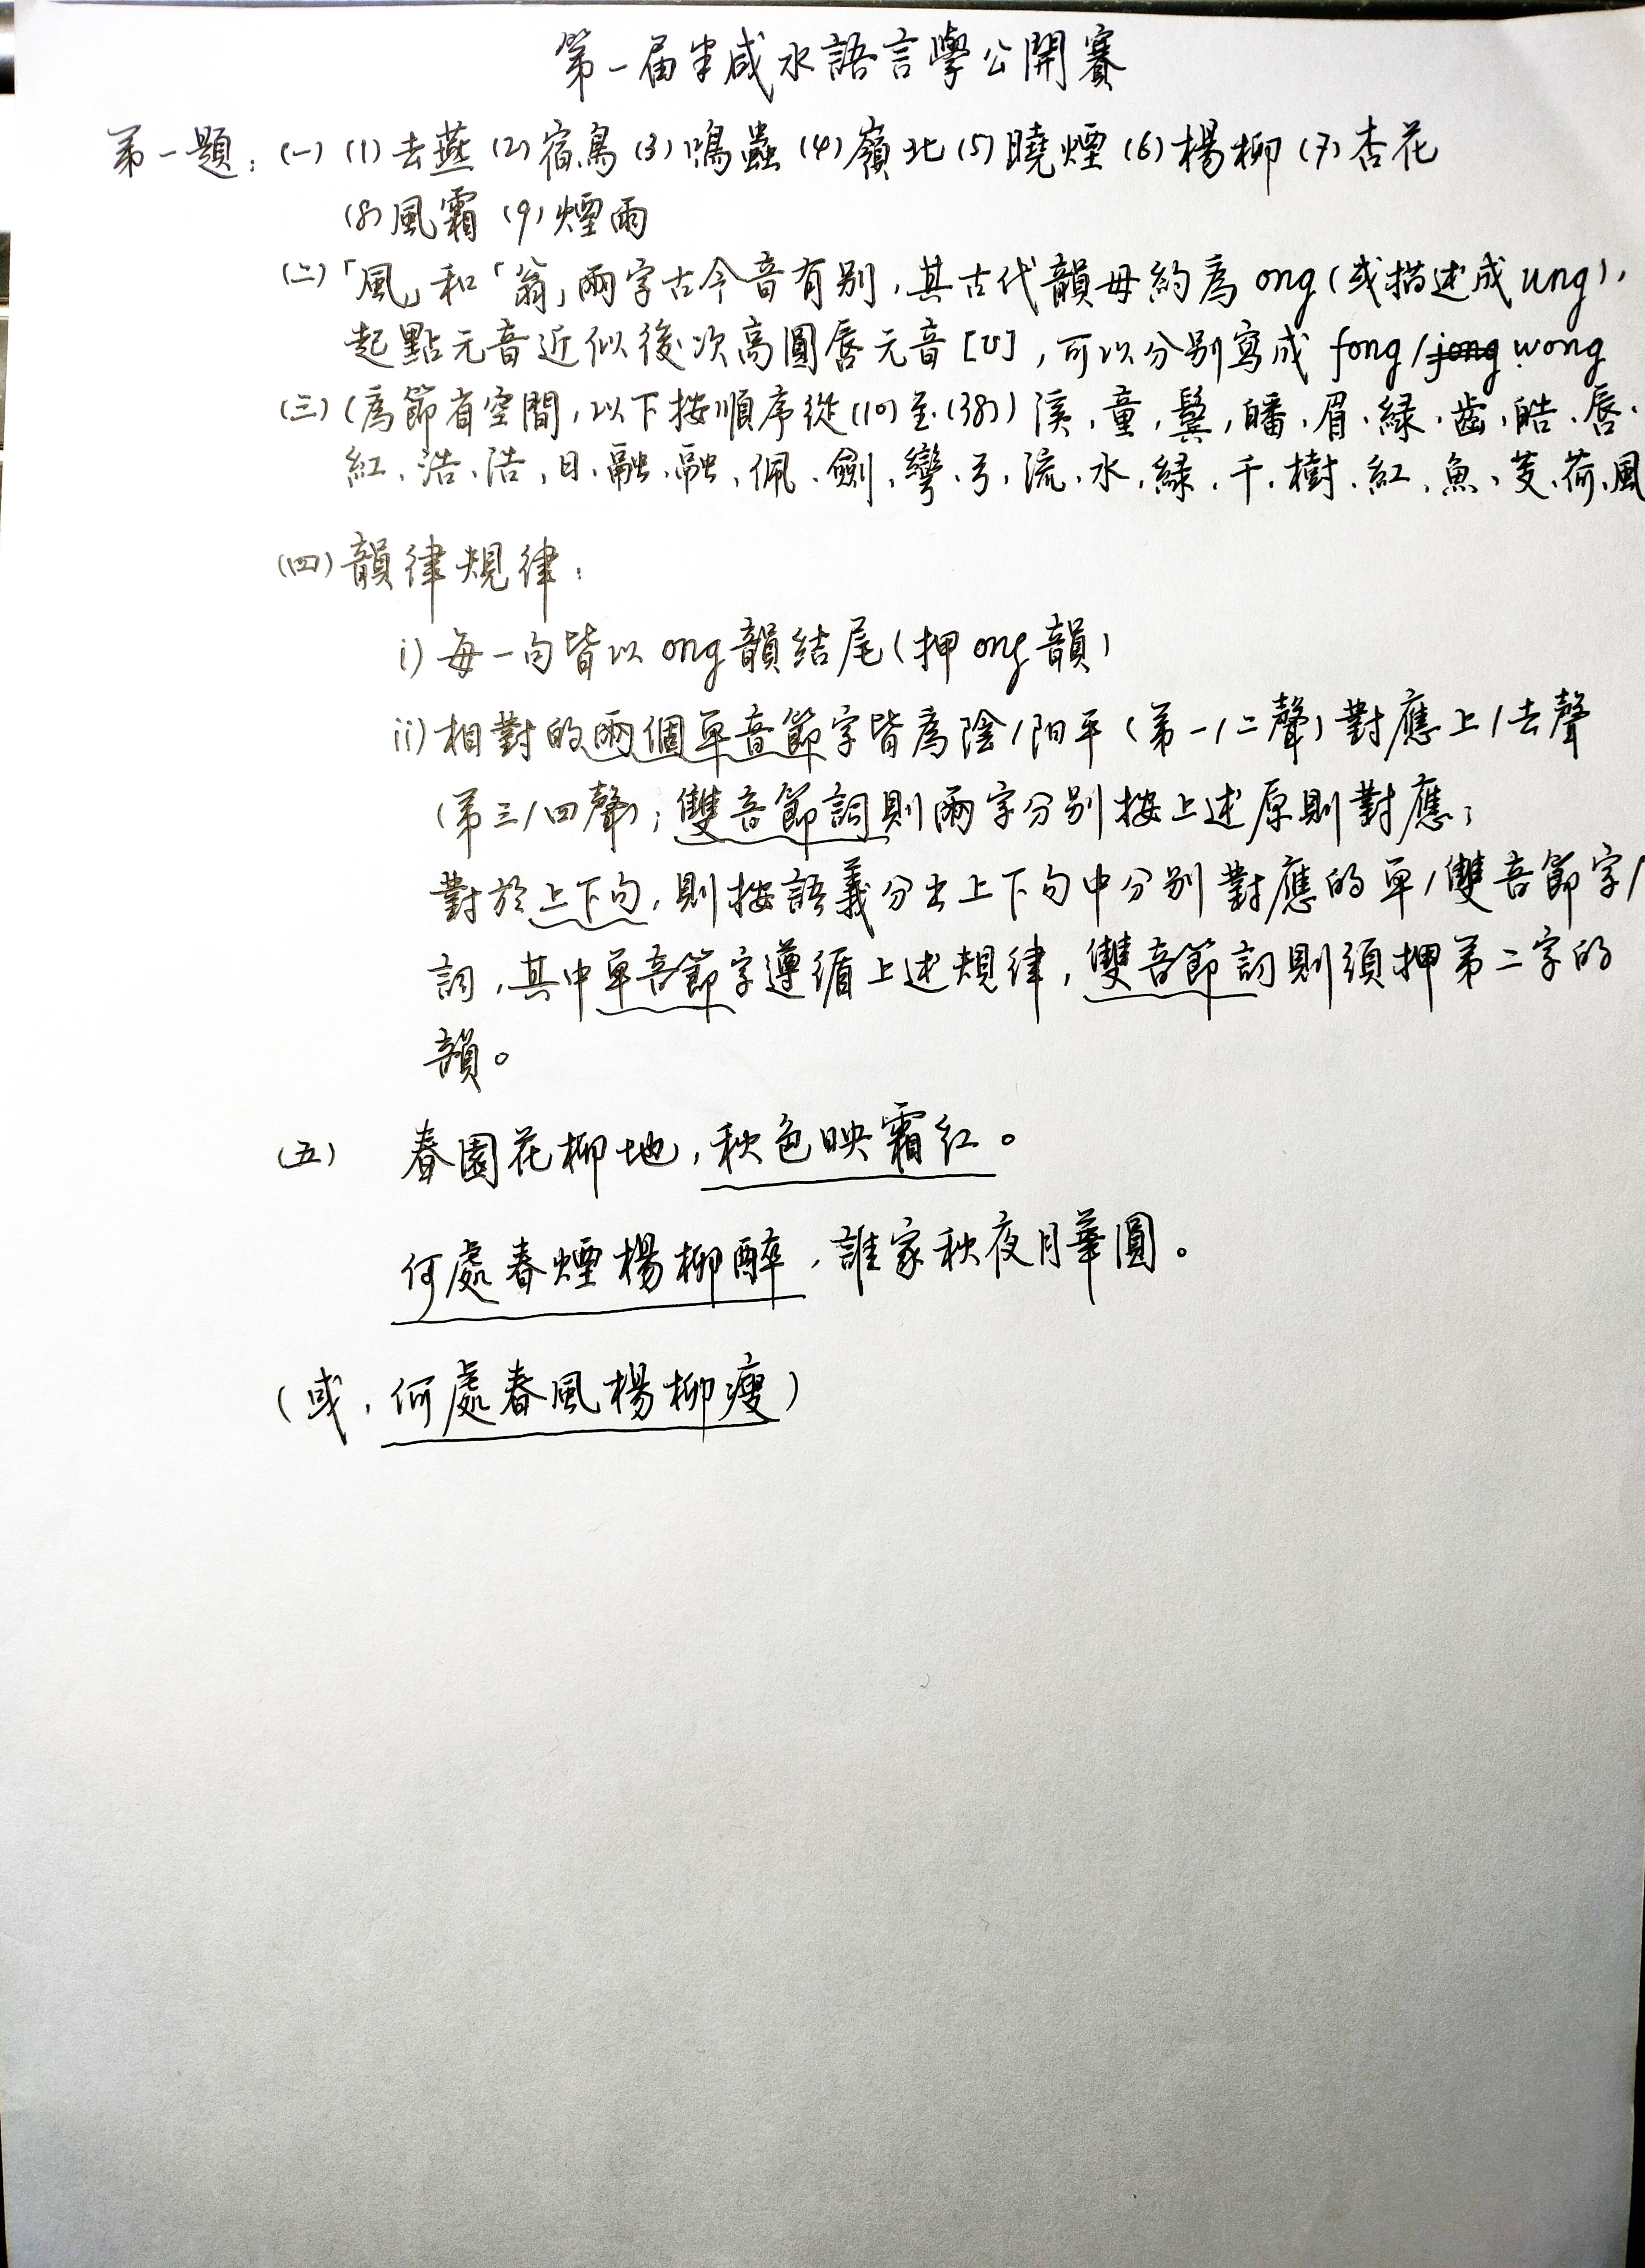 第一屆半咸水語言學公開賽
第一題：(一) (1) 去燕 (2) 宿鳥 (3) 鳴蟲 (4) 嶺北 (5) 曉煙 (6) 楊柳 (7) 杏花
(8) 風霜 (9) 煙雨
(二)「風」和「翁」兩字古今音有別，其古代韻母約為 ong (或描述成 ung)，
起點元音近似後次高圓唇元音 [ʊ]，可以分別寫成 fong / jong wong
(三) (為節省空間，以下按順序從 (10) 至 (38)) 溪、童、鬢、皤、眉、綠、齒、皓、唇、
紅、浩、浩、日、融、融、佩、劍、彎、弓、流、水、綠、千、樹、紅、魚、芰、荷、風
(四) 韻律規律：
i) 每一句皆以 ong 韻結尾 (押 ong 韻)
ii) 相對的兩個單音節字皆為陰/阳平 (第一/二聲) 對應上/去聲
(第三/四聲)；雙音節詞則兩字分別按上述原則對應；
對於上下句，則按語義分出上下句中分別對應的單/雙音節字/
詞，其中單音節字遵循上述規律，雙音節詞則須押第二字的
韻。
(五) 春園花柳地，秋色映霜紅。
何處春煙楊柳醉，誰家秋夜月華圓。
(或，何處春風楊柳瘦)